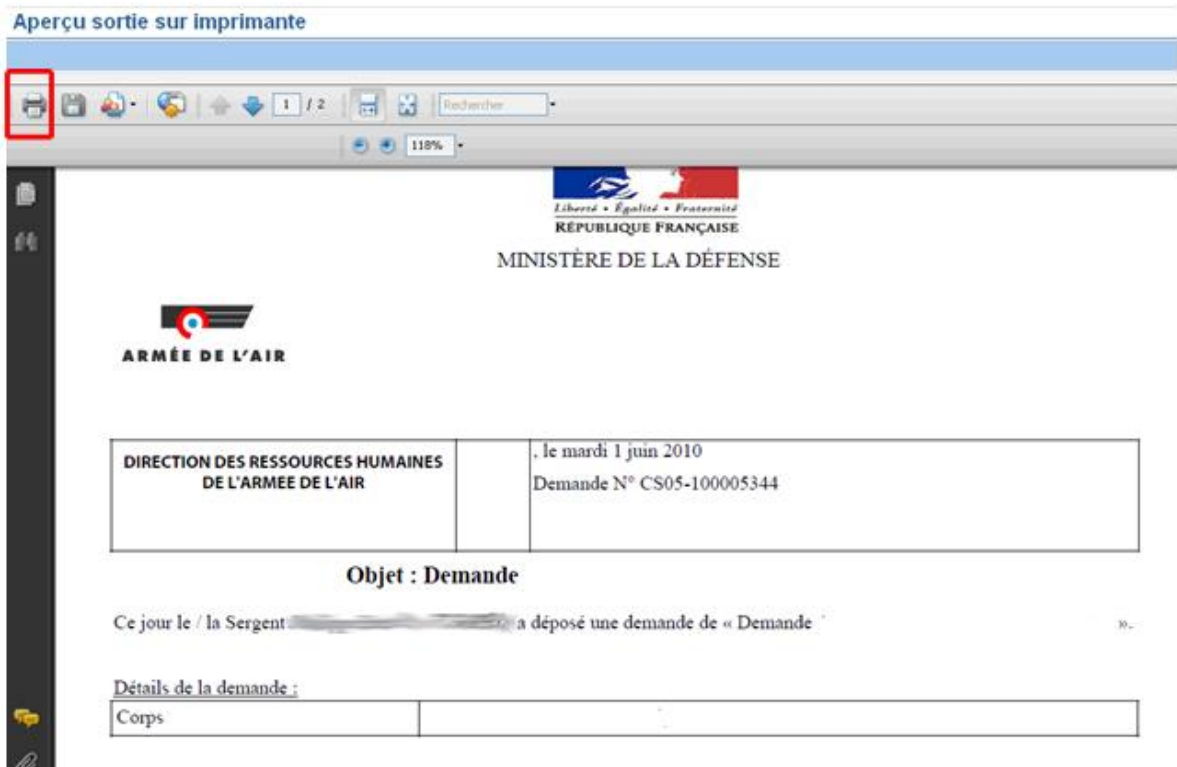 Aperçu sortie sur imprimante
1 / 2
Rechercher
118%
Liberté • Égalité • Fraternité
RÉPUBLIQUE FRANÇAISE
MINISTÈRE DE LA DÉFENSE
ARMÉE DE L'AIR
DIRECTION DES RESSOURCES HUMAINES
DE L'ARMEE DE L'AIR
, le mardi 1 juin 2010
Demande N° CS05-100005344
Objet : Demande
Ce jour le / la Sergent a déposé une demande de « Demande ».
Détails de la demande :
Corps